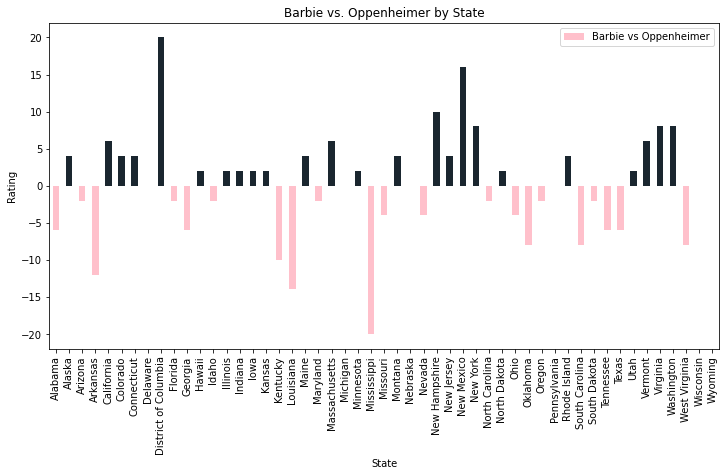 Barbie vs. Oppenheimer by State
Barbie vs Oppenheimer
Rating
20
15
10
5
0
−5
−10
−15
−20
Alabama
Alaska
Arizona
Arkansas
California
Colorado
Connecticut
Delaware
District of Columbia
Florida
Georgia
Hawaii
Idaho
Illinois
Indiana
Iowa
Kansas
Kentucky
Louisiana
Maine
Maryland
Massachusetts
Michigan
Minnesota
Mississippi
Missouri
Montana
Nebraska
Nevada
New Hampshire
New Jersey
New Mexico
New York
North Carolina
North Dakota
Ohio
Oklahoma
Oregon
Pennsylvania
Rhode Island
South Carolina
South Dakota
Tennessee
Texas
Utah
Vermont
Virginia
Washington
West Virginia
Wisconsin
Wyoming
State